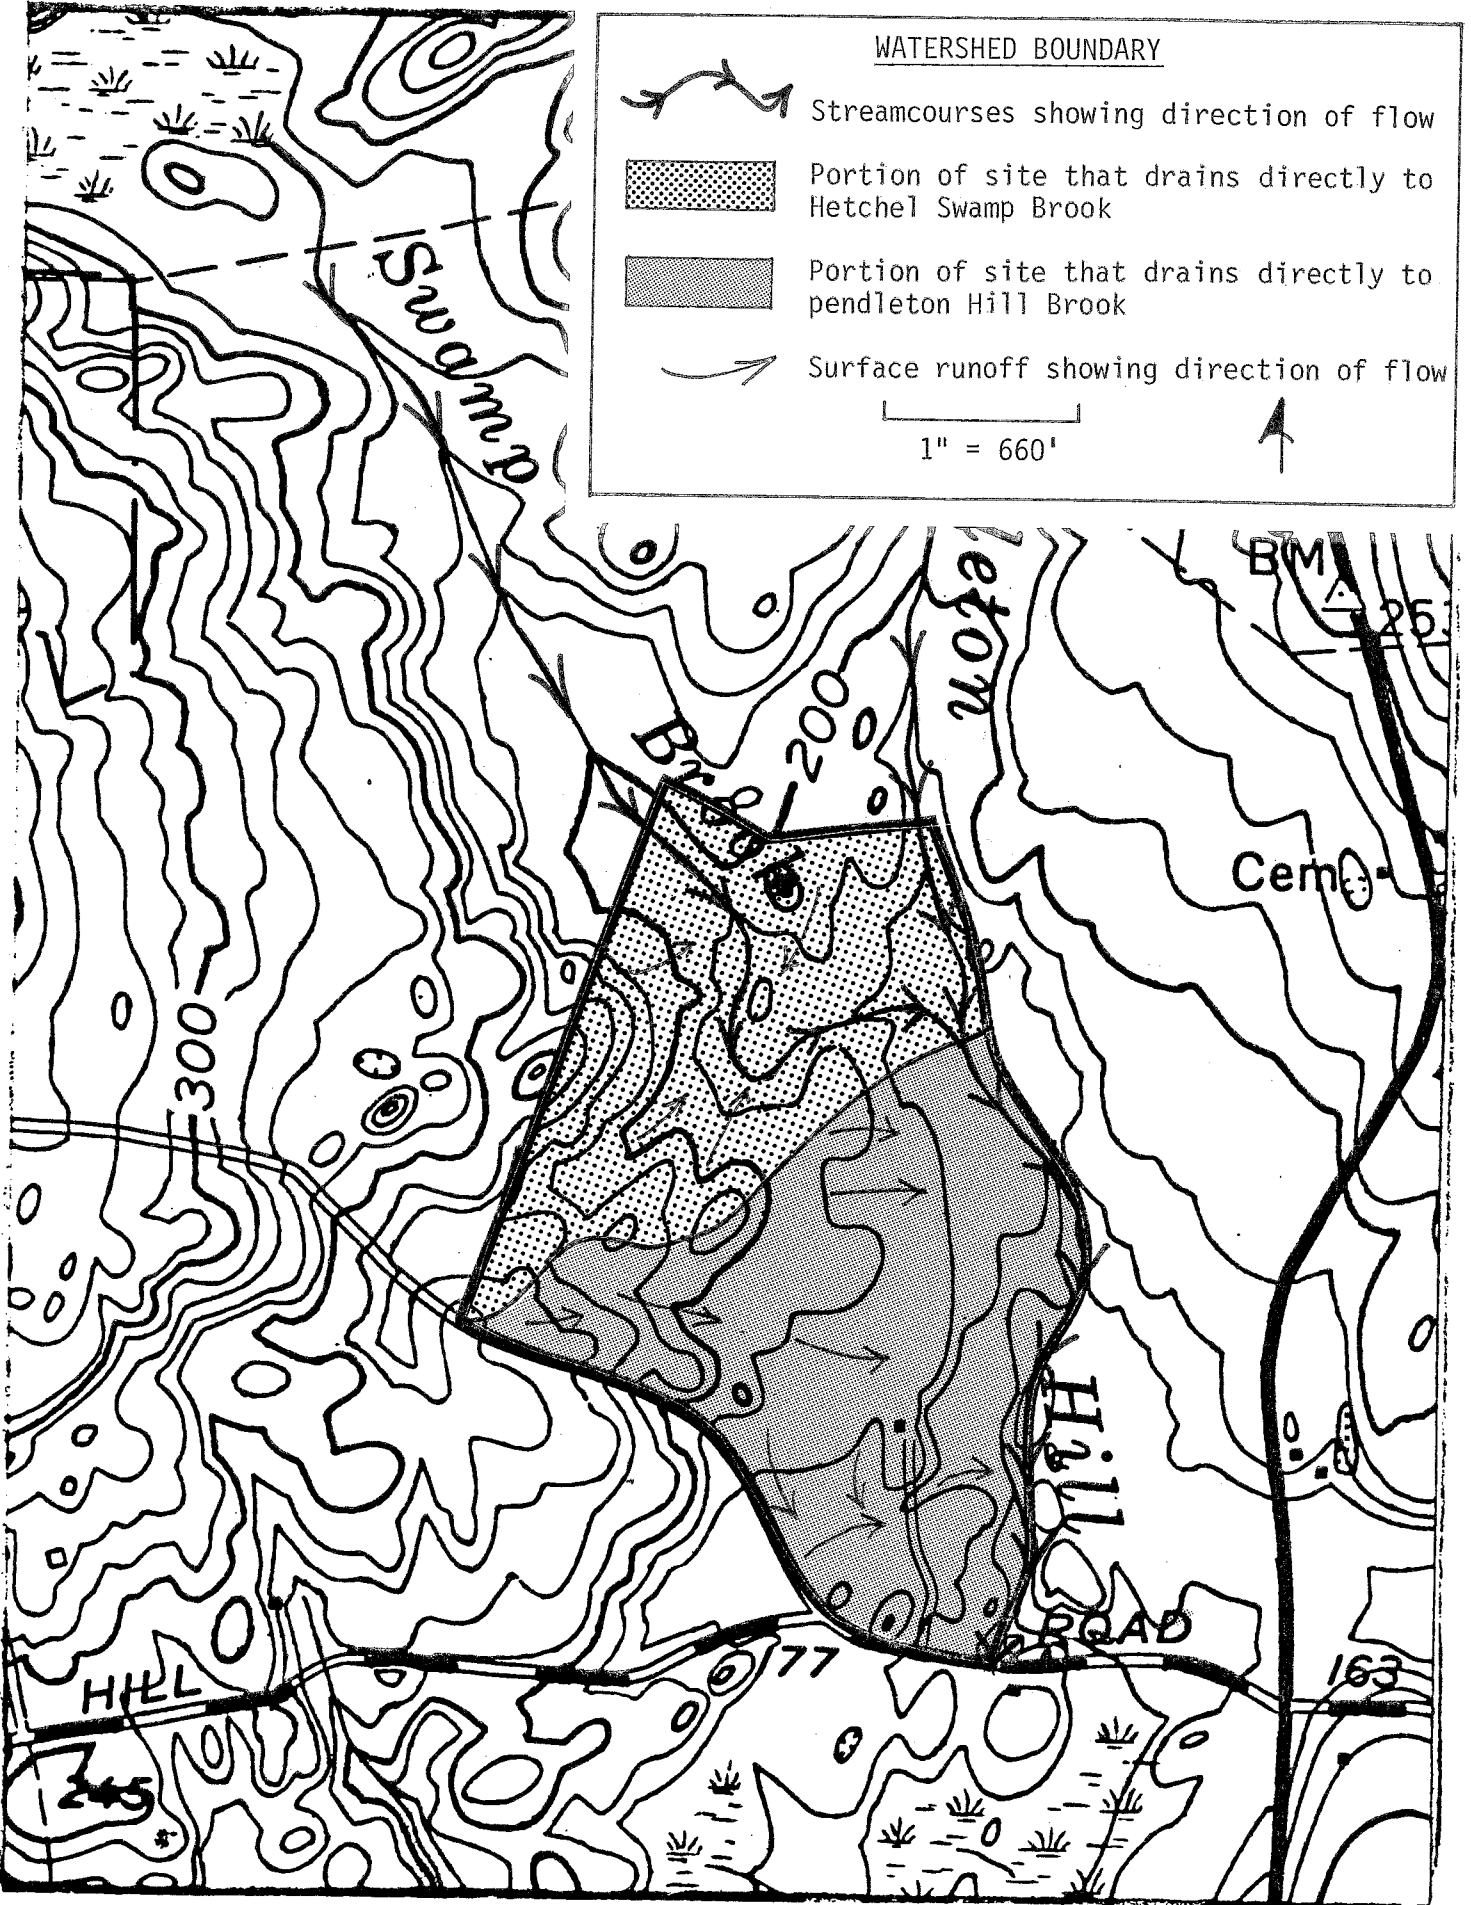 WATERSHED BOUNDARY
Streamcourses showing direction of flow
Portion of site that drains directly to
Hetchel Swamp Brook
Portion of site that drains directly to
pendleton Hill Brook
Surface runoff showing direction of flow
1" = 660'
Swamp
Brook
eton
BM
253
200
Cem
300
Hill
ROAD
77
163
HILL
245